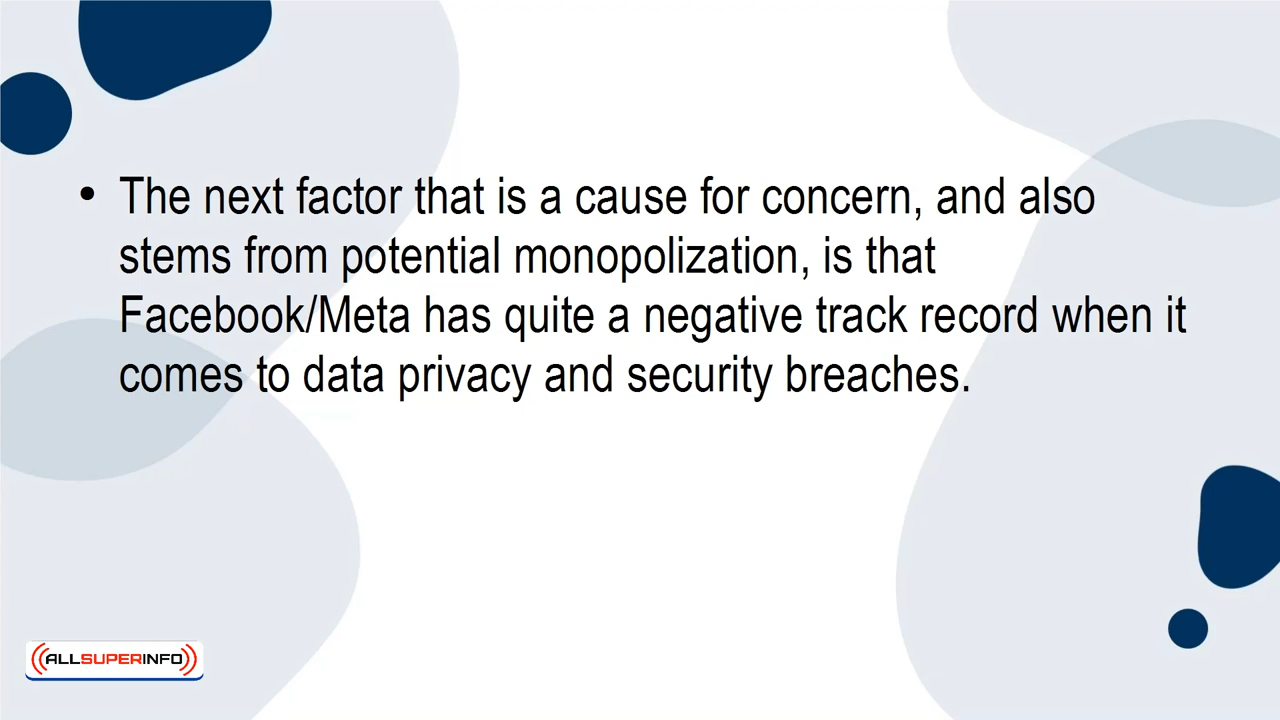 • The next factor that is a cause for concern, and also
stems from potential monopolization, is that
Facebook/Meta has quite a negative track record when it
comes to data privacy and security breaches.
ALLSUPERINFO